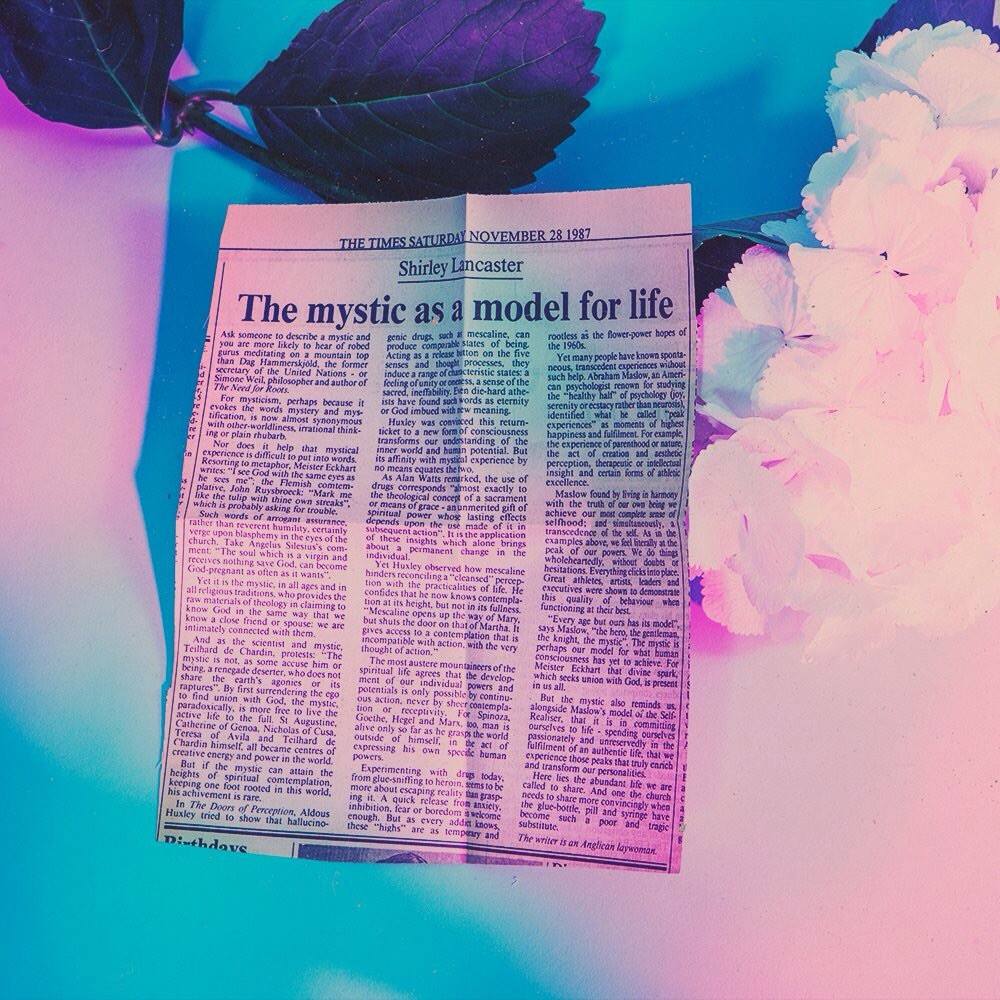 THE TIMES SATURDAY NOVEMBER 28 1987
Shirley Lancaster
The mystic as a model for life
Ask someone to describe a mystic and
you are more likely to hear of robed
gurus meditating on a mountain top
than Dag Hammerskjöld, the former
secretary of the United Nations - or
Simone Weil, philosopher and author of
The Need for Roots.
For mysticism, perhaps because it
evokes the words mystery and mys-
tification, is now almost synonymous
with other-worldliness, irrational think-
ing or plain rhubarb.
Nor does it help that mystical
experience is difficult to put into words.
Resorting to metaphor, Meister Eckhart
writes: "I see God with the same eyes as
he sees me"; the Flemish comtem-
plative, John Ruysbroeck: "Mark me
like the tulip with thine own streaks",
which is probably asking for trouble.
Such words of arrogant assurance,
rather than reverent humility, certainly
verge upon blasphemy in the eyes of the
church. Take Angelus Silesius's com-
ment: "The soul which is a virgin and
receives nothing save God, can become
God-pregnant as often as it wants".
Yet it is the mystic, in all ages and in
all religious traditions, who provides the
raw materials of theology in claiming to
know God in the same way that we
know a close friend or spouse: we are
intimately connected with them.
And as the scientist and mystic,
Teilhard de Chardin, protests: "The
mystic is not, as some accuse him or
being, a renegade deserter, who does not
share the earth's agonies or its
raptures". By first surrendering the ego
to find union with God, the mystic,
paradoxically, is more free to live the
active life to the full. St Augustine,
Catherine of Genoa, Nicholas of Cusa,
Teresa of Avila and Teilhard de
Chardin himself, all became centres of
creative energy and power in the world.
But if the mystic can attain the
heights of spiritual comtemplation,
keeping one foot rooted in this world,
his achievement is rare.
In The Doors of Perception, Aldous
Huxley tried to show that hallucino-
genic drugs, such as mescaline, can
produce comparable states of being.
Acting as a release button on the five
senses and thought processes, they
induce a range of characteristic states: a
feeling of unity or oneness, a sense of the
sacred, ineffability. Even die-hard athe-
ists have found such words as eternity
or God imbued with new meaning.
Huxley was convinced this return-
ticket to a new form of consciousness
transforms our understanding of the
inner world and human potential. But
its affinity with mystical experience by
no means equates the two.
As Alan Watts remarked, the use of
drugs corresponds "almost exactly to
the theological concept of a sacrament
or means of grace - an unmerited gift of
spiritual power whose lasting effects
depends upon the use made of it in
subsequent action". It is the application
of these insights which alone brings
about a permanent change in the
individual.
Yet Huxley observed how mescaline
hinders reconciling a "cleansed" percep-
tion with the practicalities of life. He
confides that he now knows contempla-
tion at its height, but not in its fullness.
"Mescaline opens up the way of Mary,
but shuts the door on that of Martha. It
gives access to a contemplation that is
incompatible with action, with the very
thought of action."
The most austere mountaineers of the
spiritual life agrees that the develop-
ment of our individual powers and
potentials is only possible by continu-
ous action, never by sheer contempla-
tion or receptivity. For Spinoza,
Goethe, Hegel and Marx, too, man is
alive only so far as he grasps the world
outside of himself, in the act of
expressing his own specific human
powers.
Experimenting with drugs today,
from glue-sniffing to heroin, seems to be
more about escaping reality than grasp-
ing it. A quick release from anxiety,
inhibition, fear or boredom is welcome
enough. But as every addict knows,
these "highs" are as temporary and
rootless as the flower-power hopes of
the 1960s.
Yet many people have known sponta-
neous, transcendent experiences without
such help. Abraham Maslow, an Ameri-
can psychologist renown for studying
the "healthy half" of psychology (joy,
serenity or ecstacy rather than neurosis),
identified what he called "peak
experiences" as moments of highest
happiness and fulfilment. For example,
the experience of parenthood or nature,
the act of creation and aesthetic
perception, therapeutic or intellectual
insight and certain forms of athletic
excellence.
Maslow found by living in harmony
with the truth of our own being we
achieve our most complete sense of
selfhood; and simultaneously, a
transcedence of the self. As in the
examples above, we feel literally at the
peak of our powers. We do things
wholeheartedly, without doubts or
hesitations. Everything clicks into place.
Great athletes, artists, leaders and
executives were shown to demonstrate
this quality of behaviour when
functioning at their best.
"Every age but ours has its model",
says Maslow, "the hero, the gentleman,
the knight, the mystic". The mystic is
perhaps our model for what human
consciousness has yet to achieve. For
Meister Eckhart that divine spark,
which seeks union with God, is present
in us all.
But the mystic also reminds us,
alongside Maslow's model of the Self-
Realiser, that it is in committing
ourselves to life - spending ourselves
passionately and unreservedly in the
fulfilment of an authentic life, that we
experience those peaks that truly enrich
and transform our personalities.
Here lies the abundant life we are
called to share. And one the church
needs to share more convincingly when
the glue-bottle, pill and syringe have
become such a poor and tragic
substitute.
The writer is an Anglican laywoman.
Birthdays